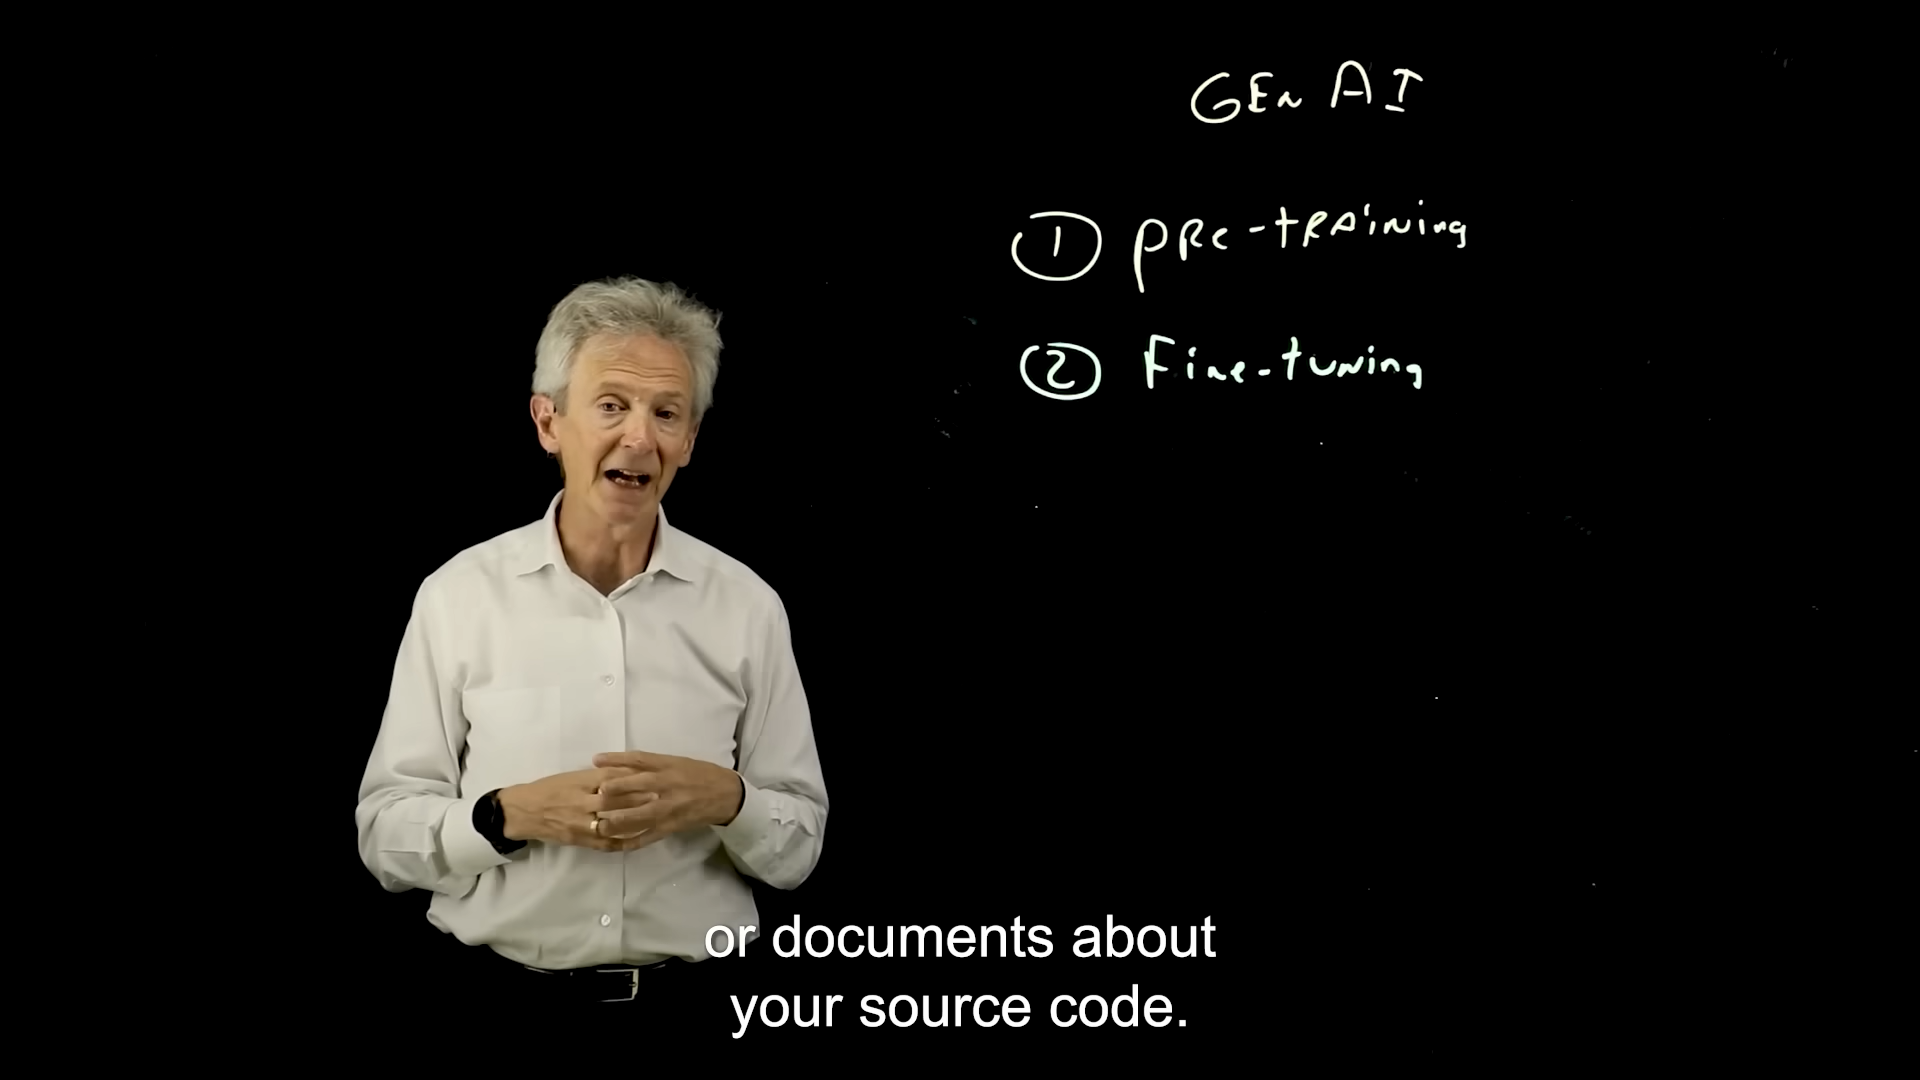 GEn AI
1 PRe-tRAining
2 Fine-tuning
or documents about
your source code.